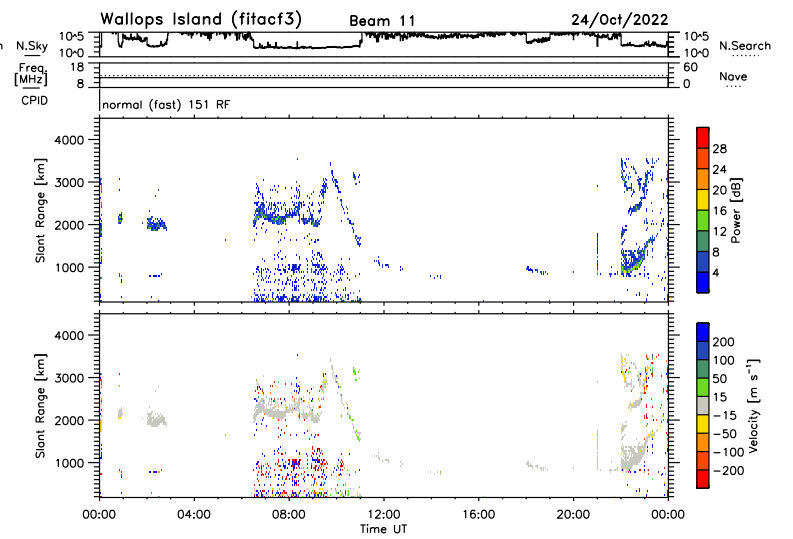 Wallops Island (fitacf3) Beam 11 24/Oct/2022
n N.Sky 10^5 10^0 10^5 10^0 N.Search
Freq. [MHz] 18 8 60 0 Nave
CPID normal (fast) 151 RF
Slant Range [km]
4000
3000
2000
1000
28
24
20
16
12
8
4
Power [dB]
Slant Range [km]
4000
3000
2000
1000
200
100
50
15
-15
-50
-100
-200
Velocity [m s⁻¹]
00:00 04:00 08:00 12:00 16:00 20:00 00:00
Time UT